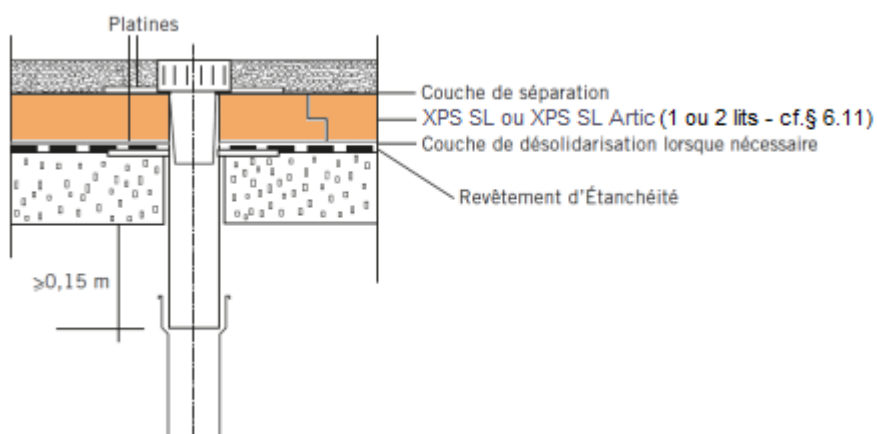 Platines
Couche de séparation
XPS SL ou XPS SL Artic (1 ou 2 lits - cf.§ 6.11)
Couche de désolidarisation lorsque nécessaire
Revêtement d'Étanchéité
⩾0,15 m